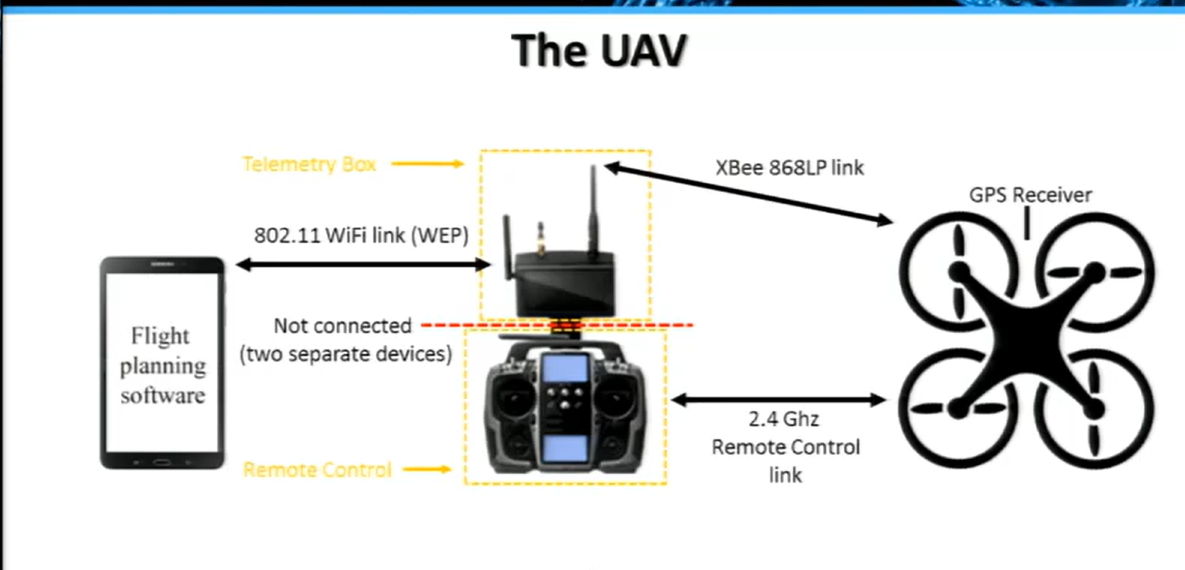 The UAV
Telemetry Box
XBee 868LP link
GPS Receiver
802.11 WiFi link (WEP)
Not connected
(two separate devices)
Flight
planning
software
2.4 Ghz
Remote Control
link
Remote Control